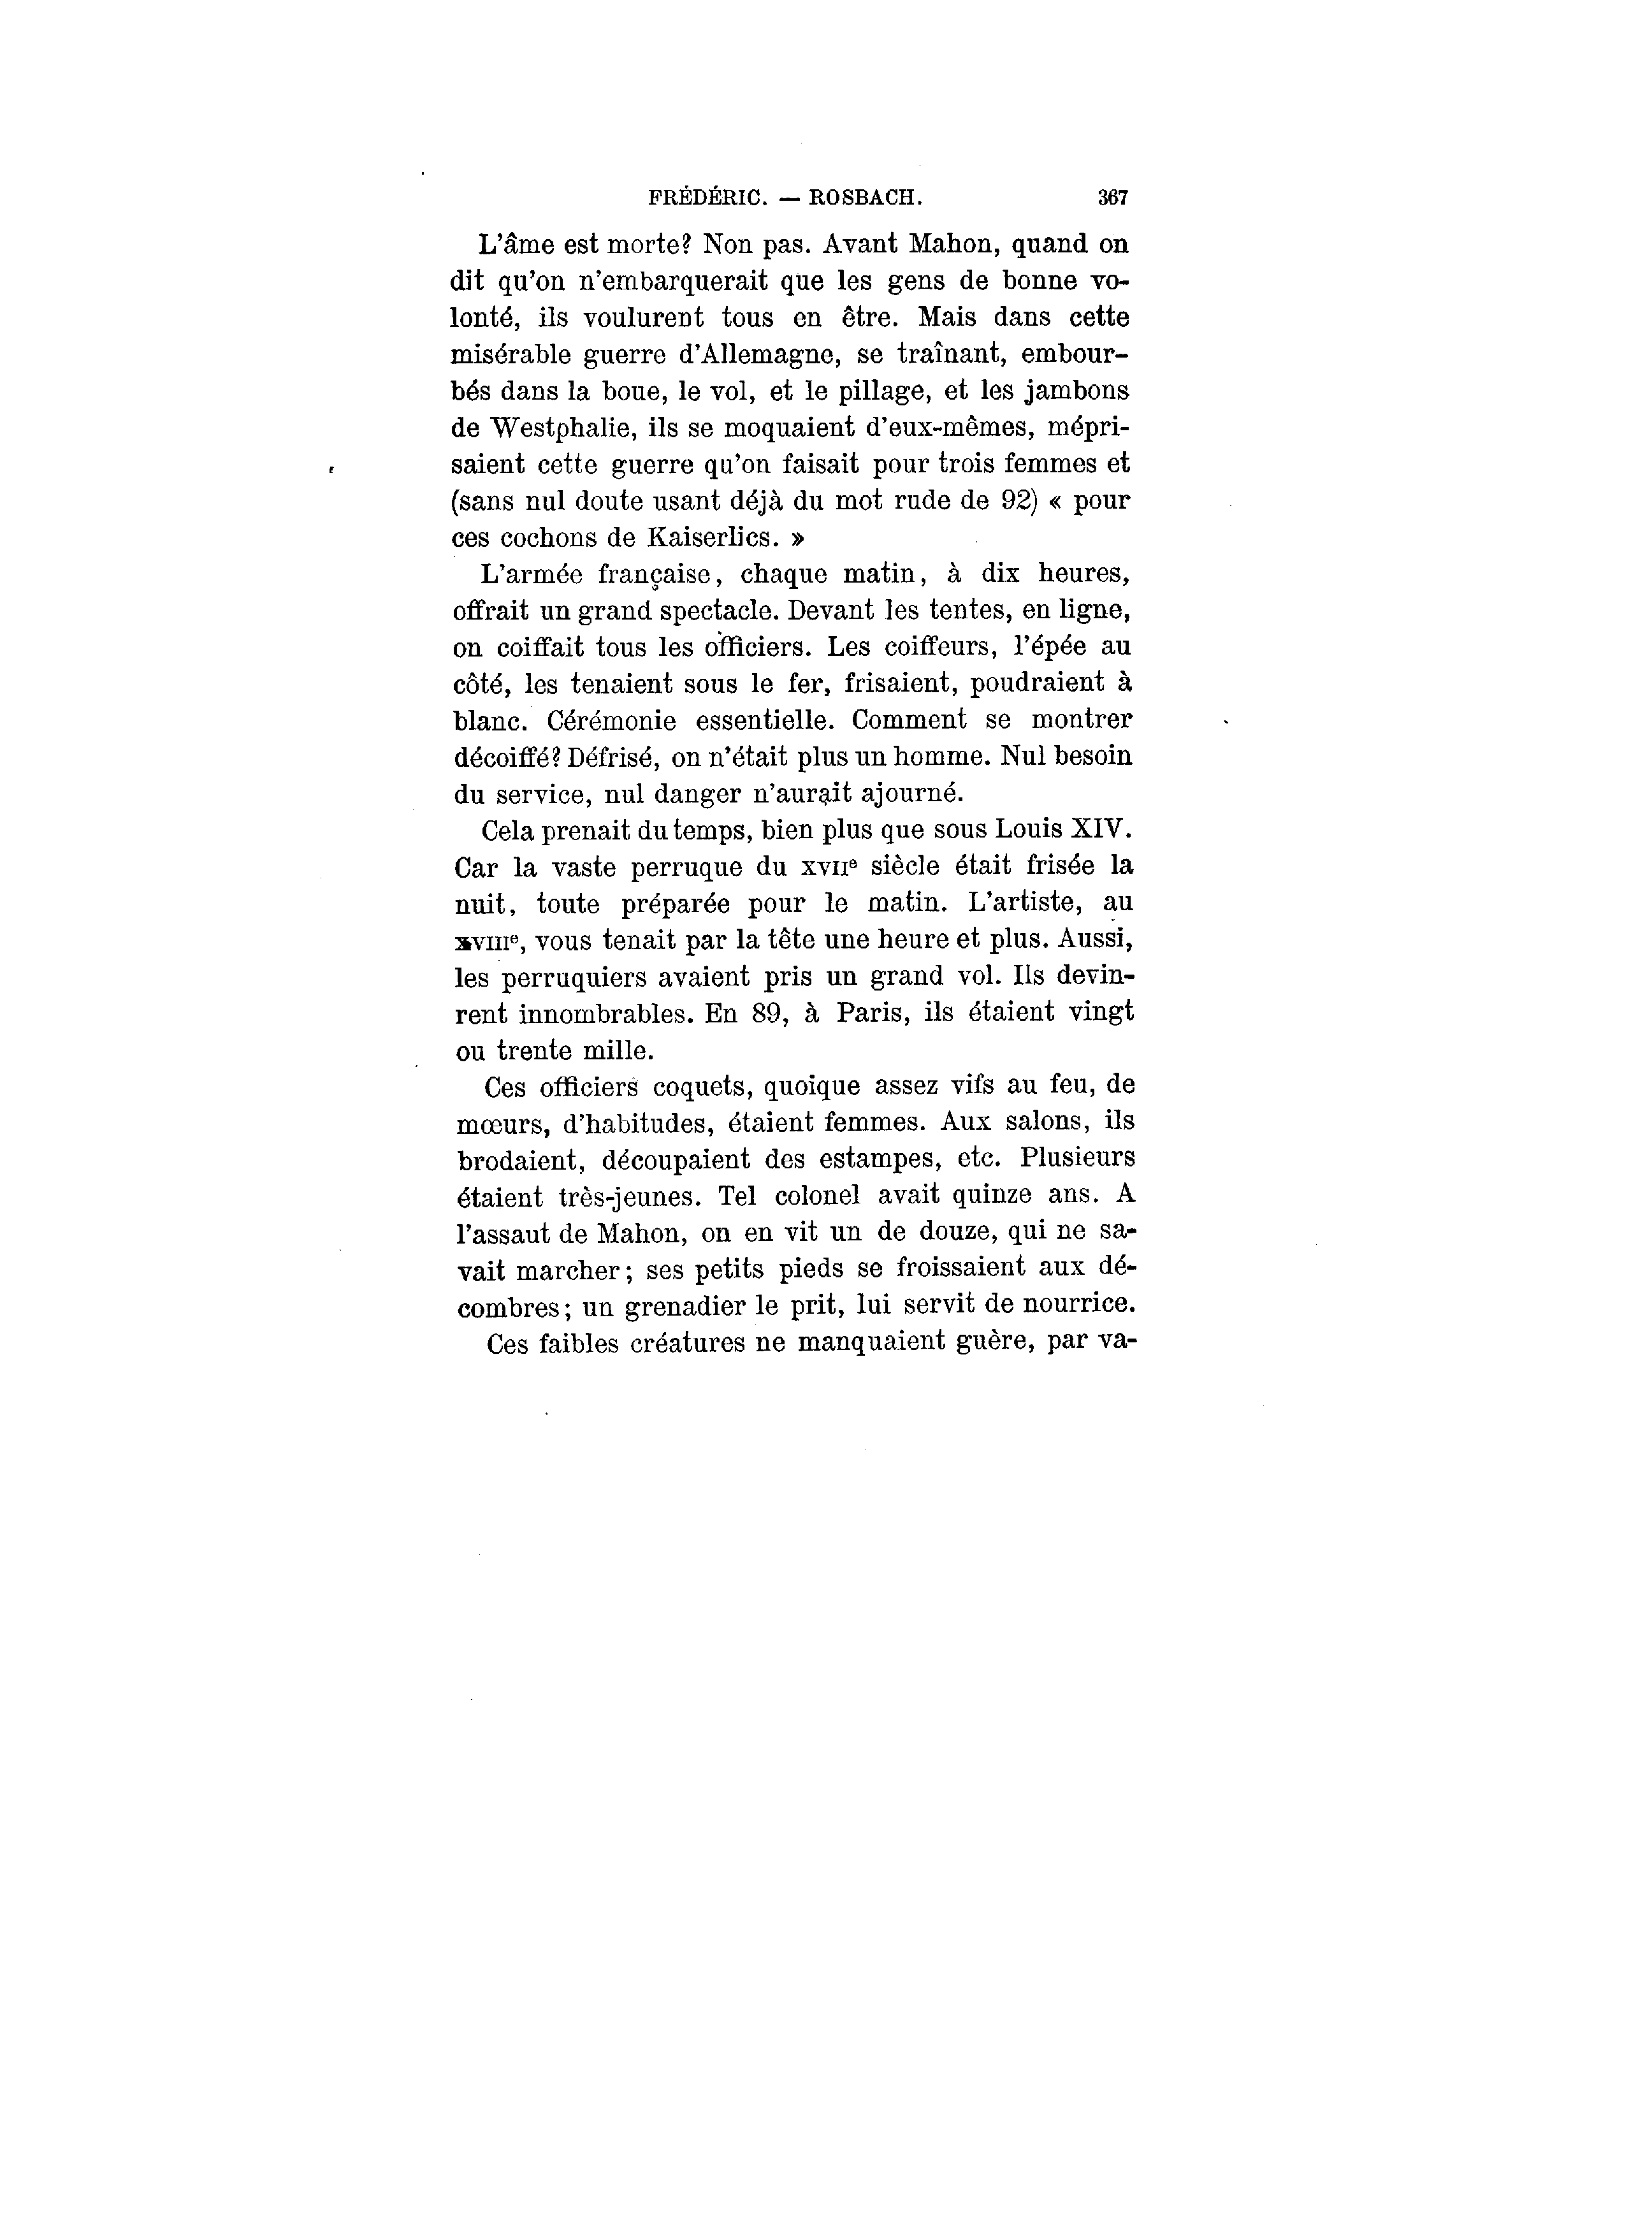 FRÉDÉRIC. — ROSBACH. 367
L'âme est morte? Non pas. Avant Mahon, quand on
dit qu'on n'embarquerait que les gens de bonne vo-
lonté, ils voulurent tous en être. Mais dans cette
misérable guerre d'Allemagne, se traînant, embour-
bés dans la boue, le vol, et le pillage, et les jambons
de Westphalie, ils se moquaient d'eux-mêmes, mépri-
saient cette guerre qu'on faisait pour trois femmes et
(sans nul doute usant déjà du mot rude de 92) « pour
ces cochons de Kaiserlics. »
L'armée française, chaque matin, à dix heures,
offrait un grand spectacle. Devant les tentes, en ligne,
on coiffait tous les officiers. Les coiffeurs, l'épée au
côté, les tenaient sous le fer, frisaient, poudraient à
blanc. Cérémonie essentielle. Comment se montrer
décoiffé? Défrisé, on n'était plus un homme. Nul besoin
du service, nul danger n'aurait ajourné.
Cela prenait du temps, bien plus que sous Louis XIV.
Car la vaste perruque du XVIIe siècle était frisée la
nuit, toute préparée pour le matin. L'artiste, au
XVIIIe, vous tenait par la tête une heure et plus. Aussi,
les perruquiers avaient pris un grand vol. Ils devin-
rent innombrables. En 89, à Paris, ils étaient vingt
ou trente mille.
Ces officiers coquets, quoique assez vifs au feu, de
mœurs, d'habitudes, étaient femmes. Aux salons, ils
brodaient, découpaient des estampes, etc. Plusieurs
étaient très-jeunes. Tel colonel avait quinze ans. A
l'assaut de Mahon, on en vit un de douze, qui ne sa-
vait marcher; ses petits pieds se froissaient aux dé-
combres; un grenadier le prit, lui servit de nourrice.
Ces faibles créatures ne manquaient guère, par va-